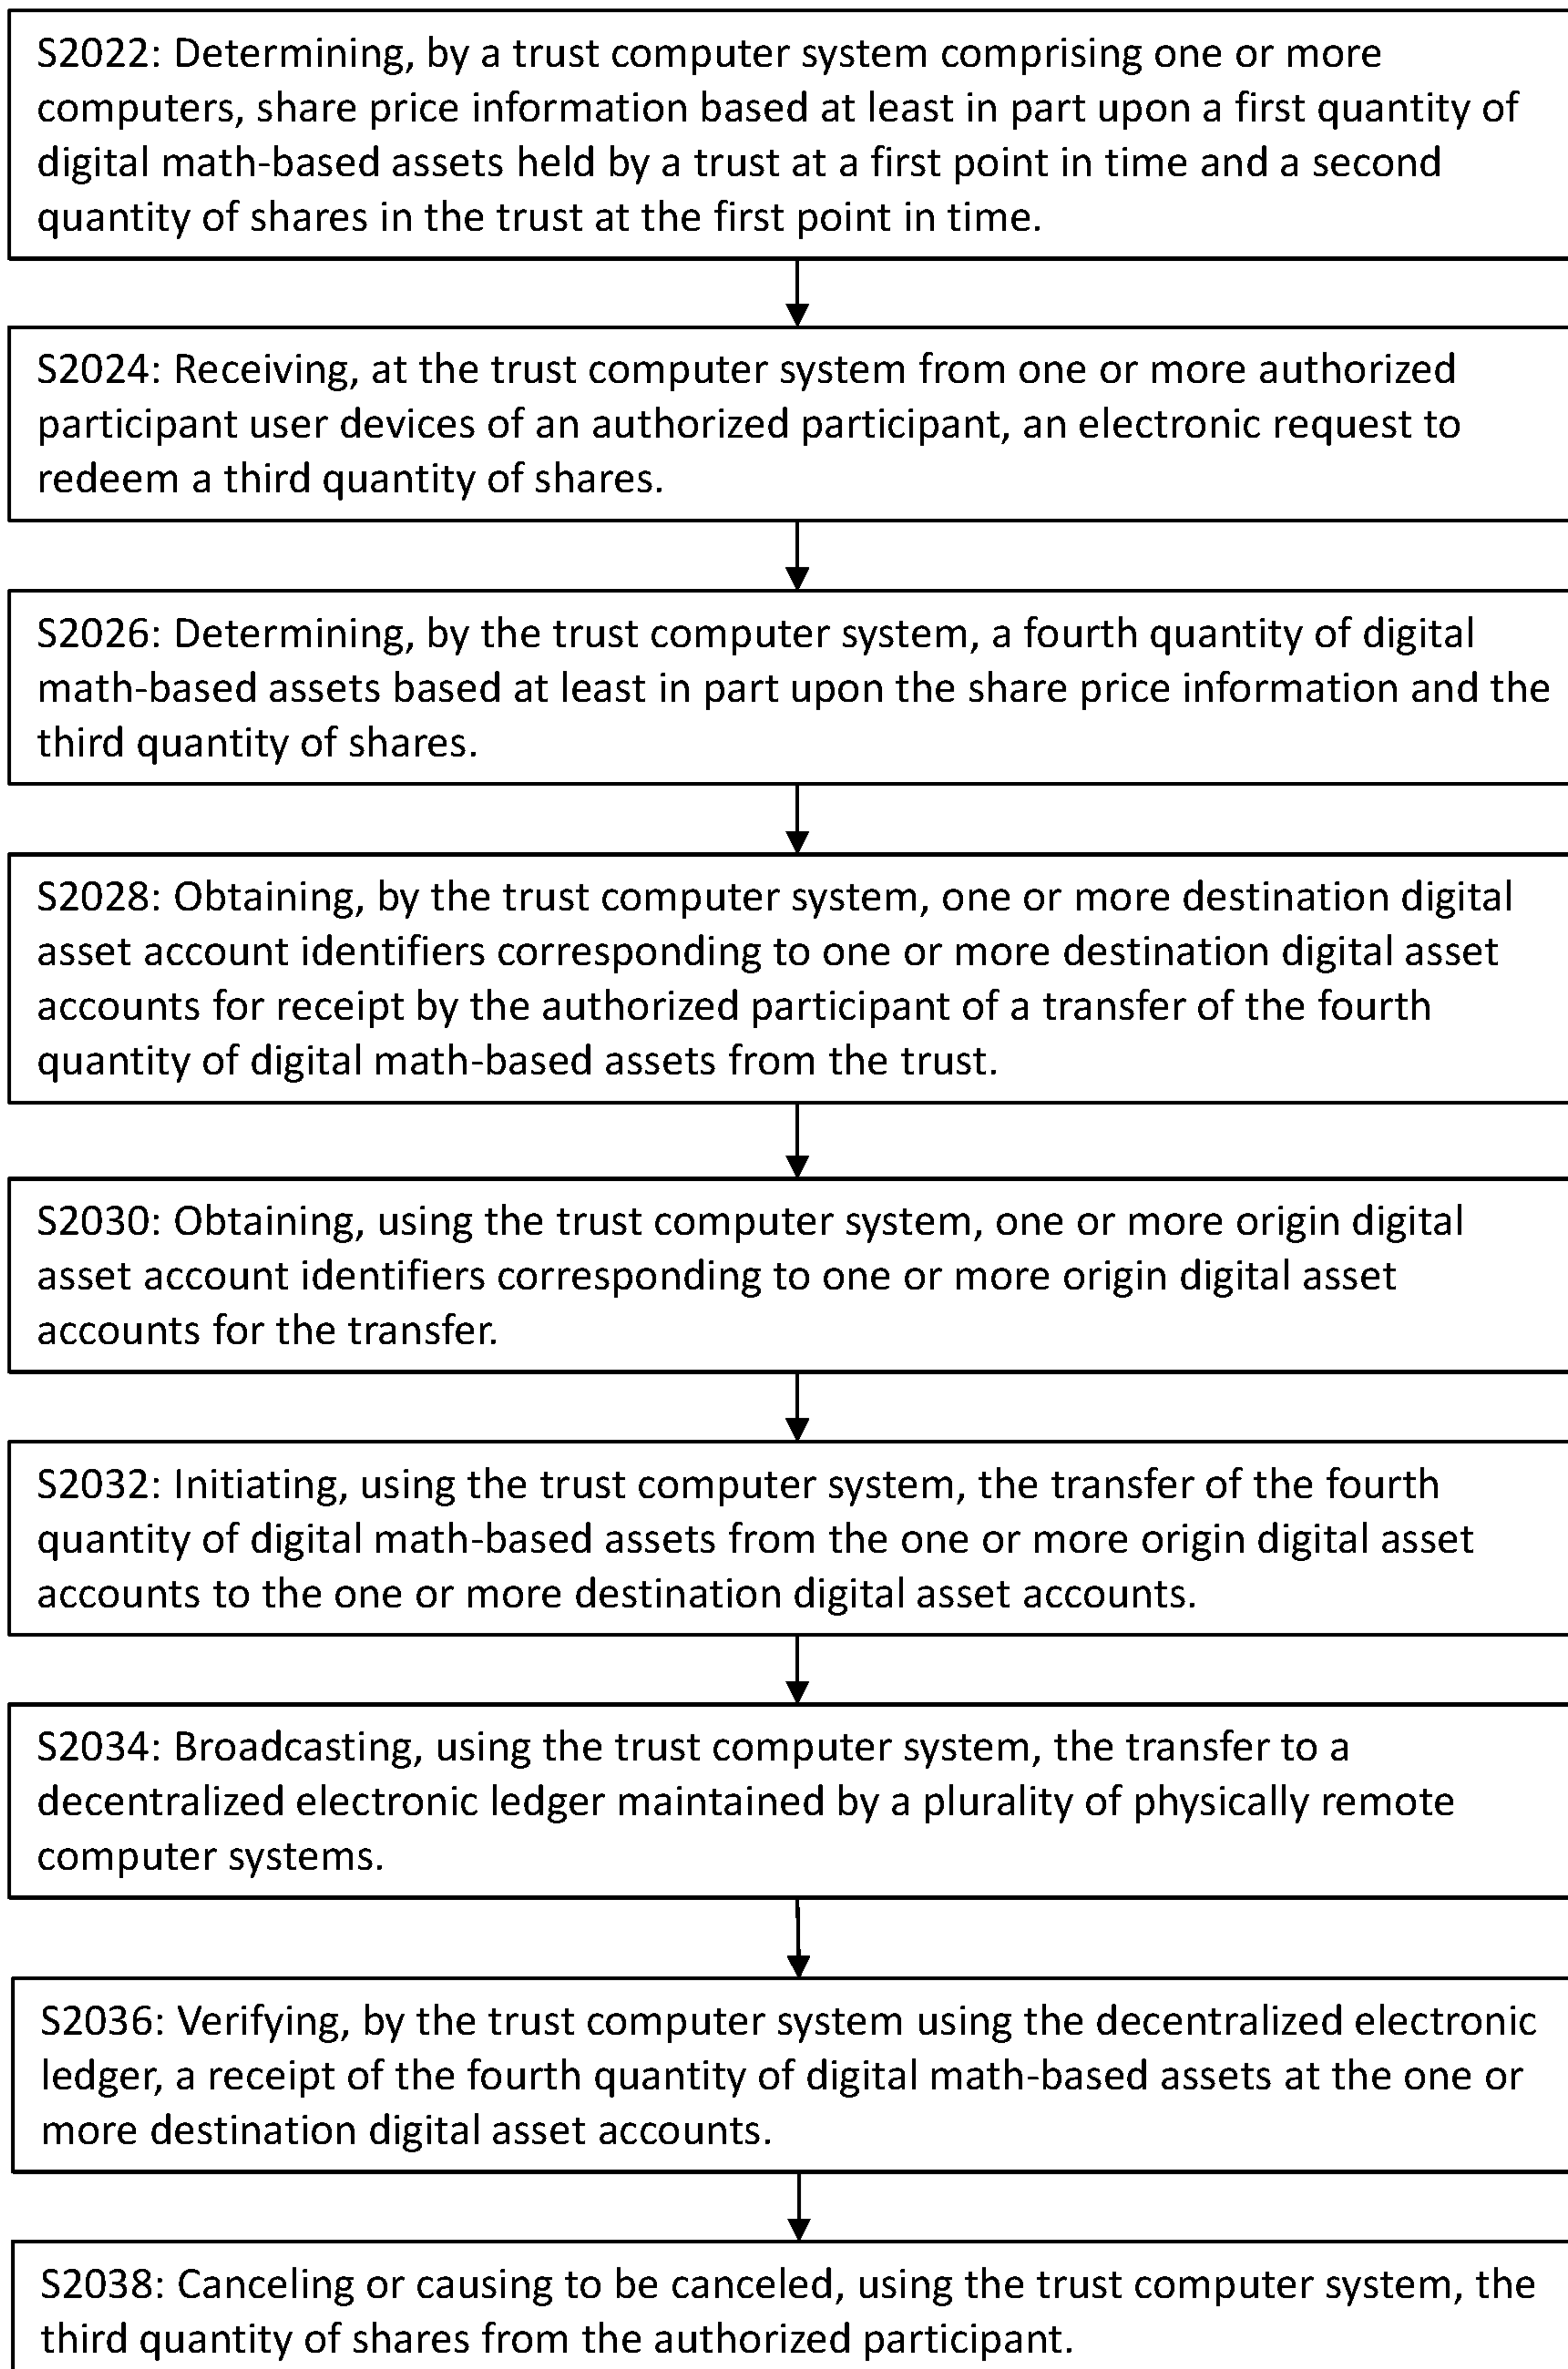 S2022: Determining, by a trust computer system comprising one or more
computers, share price information based at least in part upon a first quantity of
digital math-based assets held by a trust at a first point in time and a second
quantity of shares in the trust at the first point in time.
S2024: Receiving, at the trust computer system from one or more authorized
participant user devices of an authorized participant, an electronic request to
redeem a third quantity of shares.
S2026: Determining, by the trust computer system, a fourth quantity of digital
math-based assets based at least in part upon the share price information and the
third quantity of shares.
S2028: Obtaining, by the trust computer system, one or more destination digital
asset account identifiers corresponding to one or more destination digital asset
accounts for receipt by the authorized participant of a transfer of the fourth
quantity of digital math-based assets from the trust.
S2030: Obtaining, using the trust computer system, one or more origin digital
asset account identifiers corresponding to one or more origin digital asset
accounts for the transfer.
S2032: Initiating, using the trust computer system, the transfer of the fourth
quantity of digital math-based assets from the one or more origin digital asset
accounts to the one or more destination digital asset accounts.
S2034: Broadcasting, using the trust computer system, the transfer to a
decentralized electronic ledger maintained by a plurality of physically remote
computer systems.
S2036: Verifying, by the trust computer system using the decentralized electronic
ledger, a receipt of the fourth quantity of digital math-based assets at the one or
more destination digital asset accounts.
S2038: Canceling or causing to be canceled, using the trust computer system, the
third quantity of shares from the authorized participant.